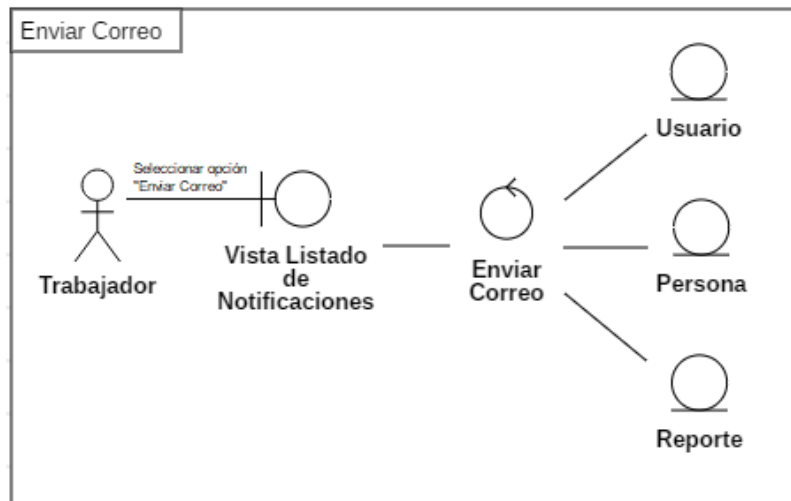 Enviar Correo
Seleccionar opción
"Enviar Correo"
Trabajador
Vista Listado
de
Notificaciones
Enviar
Correo
Usuario
Persona
Reporte